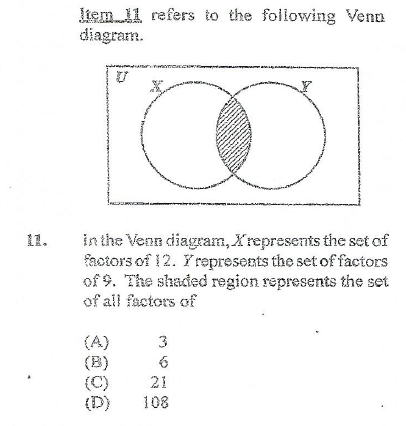 Item 11 refers to the following Venn
diagram.
U
X
Y
11. In the Venn diagram, X represents the set of
factors of 12. Y represents the set of factors
of 9. The shaded region represents the set
of all factors of
(A) 3
(B) 6
(C) 21
(D) 108